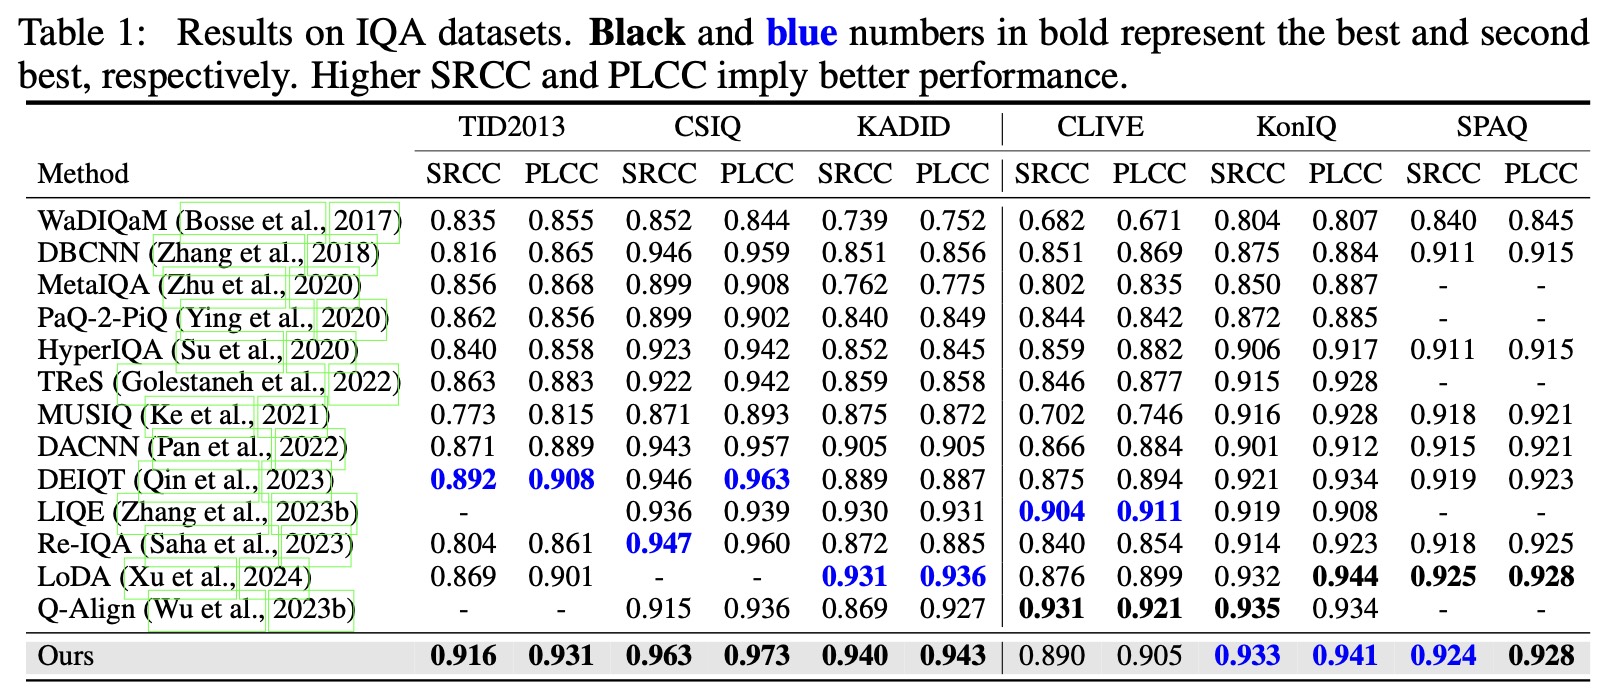 Table 1: Results on IQA datasets. Black and blue numbers in bold represent the best and second
best, respectively. Higher SRCC and PLCC imply better performance.
TID2013 CSIQ KADID CLIVE KonIQ SPAQ
Method SRCC PLCC SRCC PLCC SRCC PLCC SRCC PLCC SRCC PLCC SRCC PLCC
WaDIQaM (Bosse et al., 2017) 0.835 0.855 0.852 0.844 0.739 0.752 0.682 0.671 0.804 0.807 0.840 0.845
DBCNN (Zhang et al., 2018) 0.816 0.865 0.946 0.959 0.851 0.856 0.851 0.869 0.875 0.884 0.911 0.915
MetaIQA (Zhu et al., 2020) 0.856 0.868 0.899 0.908 0.762 0.775 0.802 0.835 0.850 0.887 - -
PaQ-2-PiQ (Ying et al., 2020) 0.862 0.856 0.899 0.902 0.840 0.849 0.844 0.842 0.872 0.885 - -
HyperIQA (Su et al., 2020) 0.840 0.858 0.923 0.942 0.852 0.845 0.859 0.882 0.906 0.917 0.911 0.915
TReS (Golestaneh et al., 2022) 0.863 0.883 0.922 0.942 0.859 0.858 0.846 0.877 0.915 0.928 - -
MUSIQ (Ke et al., 2021) 0.773 0.815 0.871 0.893 0.875 0.872 0.702 0.746 0.916 0.928 0.918 0.921
DACNN (Pan et al., 2022) 0.871 0.889 0.943 0.957 0.905 0.905 0.866 0.884 0.901 0.912 0.915 0.921
DEIQT (Qin et al., 2023) 0.892 0.908 0.946 0.963 0.889 0.887 0.875 0.894 0.921 0.934 0.919 0.923
LIQE (Zhang et al., 2023b) - 0.936 0.939 0.930 0.931 0.904 0.911 0.919 0.908 - -
Re-IQA (Saha et al., 2023) 0.804 0.861 0.947 0.960 0.872 0.885 0.840 0.854 0.914 0.923 0.918 0.925
LoDA (Xu et al., 2024) 0.869 0.901 - - 0.931 0.936 0.876 0.899 0.932 0.944 0.925 0.928
Q-Align (Wu et al., 2023b) - - 0.915 0.936 0.869 0.927 0.931 0.921 0.935 0.934 - -
Ours 0.916 0.931 0.963 0.973 0.940 0.943 0.890 0.905 0.933 0.941 0.924 0.928